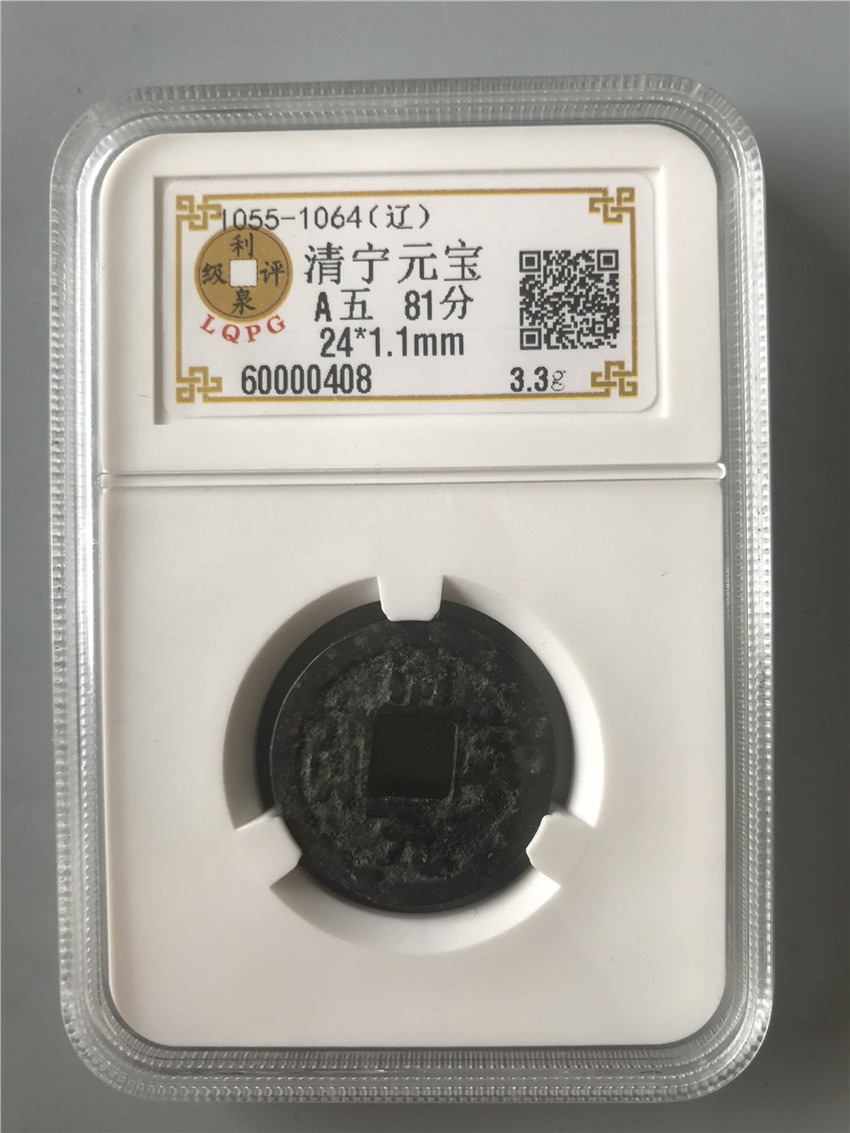 1055-1064(辽)
利泉评级
LQPG
清宁元宝
A五 81分
24*1.1mm
60000408 3.3g